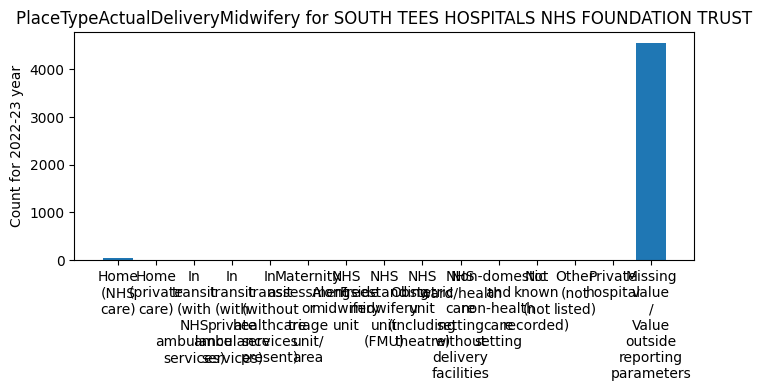 PlaceTypeActualDeliveryMidwifery for SOUTH TEES HOSPITALS NHS FOUNDATION TRUST
Count for 2022-23 year
4000
3000
2000
1000
0
Home
(NHS
care)
Home
(private
care)
In
transit
(with
NHS
ambulance
services)
In
transit
(with
private
ambulance
services)
In
transit
(without
healthcare
services
present)
Maternity
assessment
or
triage
unit/
area
NHS
Alongside
midwifery
unit
NHS
Freestanding
midwifery
unit
(FMU)
NHS
Obstetric
unit
(including
theatre)
NHS
ward/health
care
setting
without
delivery
facilities
Non-domestic
and
non-health
care
setting
Not
known
(not
recorded)
Other
(not
listed)
Private
hospital
Missing
value
/
Value
outside
reporting
parameters